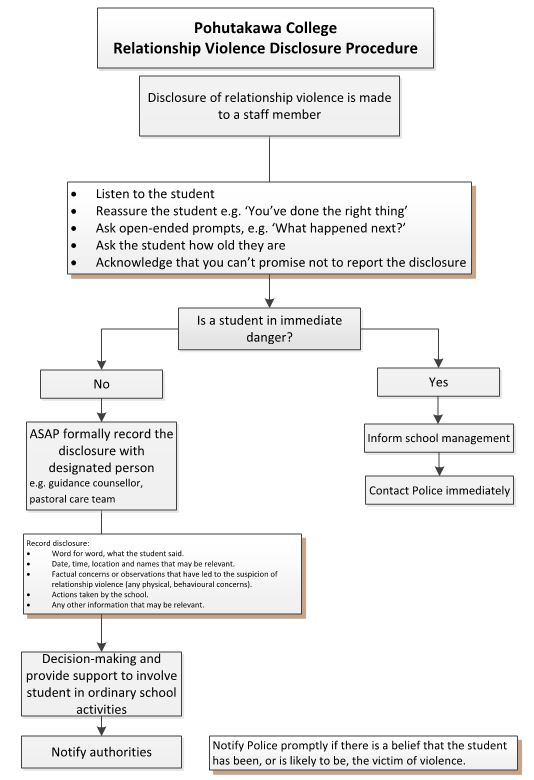 Pohutakawa College
Relationship Violence Disclosure Procedure
Disclosure of relationship violence is made
to a staff member
• Listen to the student
• Reassure the student e.g. ‘You’ve done the right thing’
• Ask open-ended prompts, e.g. ‘What happened next?’
• Ask the student how old they are
• Acknowledge that you can’t promise not to report the disclosure
Is a student in immediate
danger?
No
Yes
ASAP formally record the
disclosure with
designated person
e.g. guidance counsellor,
pastoral care team
Inform school management
Contact Police immediately
Record disclosure:
• Word for word, what the student said.
• Date, time, location and names that may be relevant.
• Factual concerns or observations that have led to the suspicion of
relationship violence (any physical, behavioural concerns).
• Actions taken by the school.
• Any other information that may be relevant.
Decision-making and
provide support to involve
student in ordinary school
activities
Notify authorities
Notify Police promptly if there is a belief that the student
has been, or is likely to be, the victim of violence.